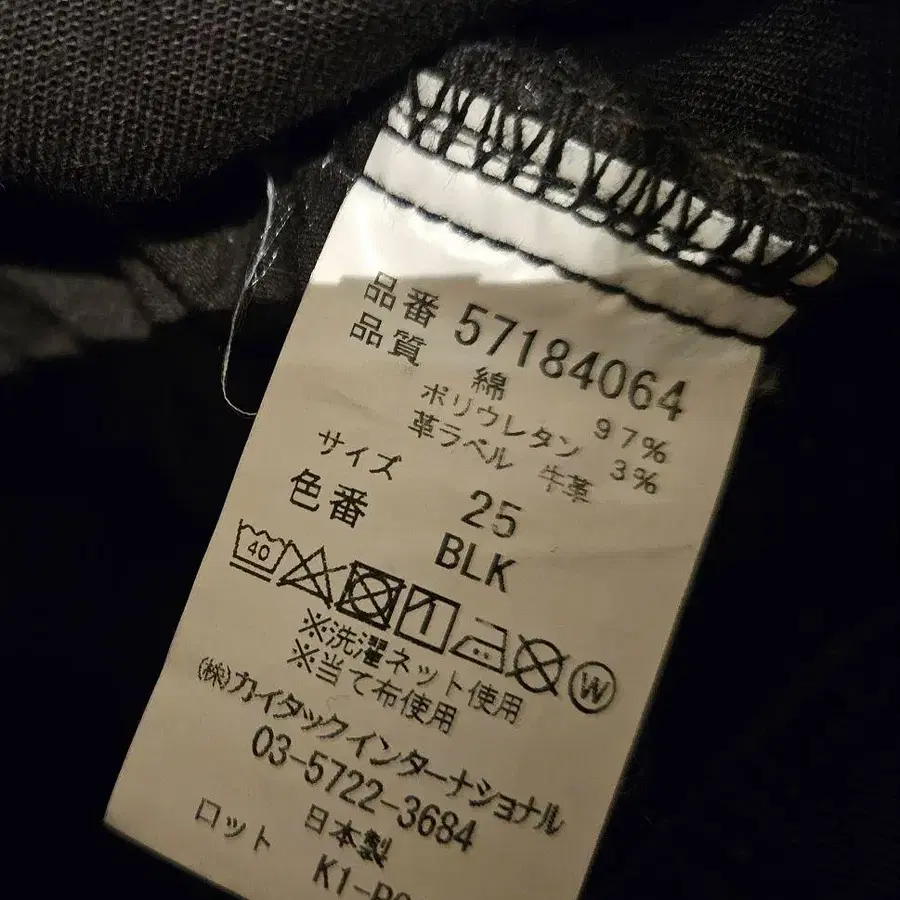 品番 57184064
品質 綿 97%
ポリウレタン 3%
革ラベル 牛革
サイズ 25
色番 BLK
40
※洗濯ネット使用
※当て布使用
(株)カイタックインターナショナル
03-5722-3684
日本製
ロット